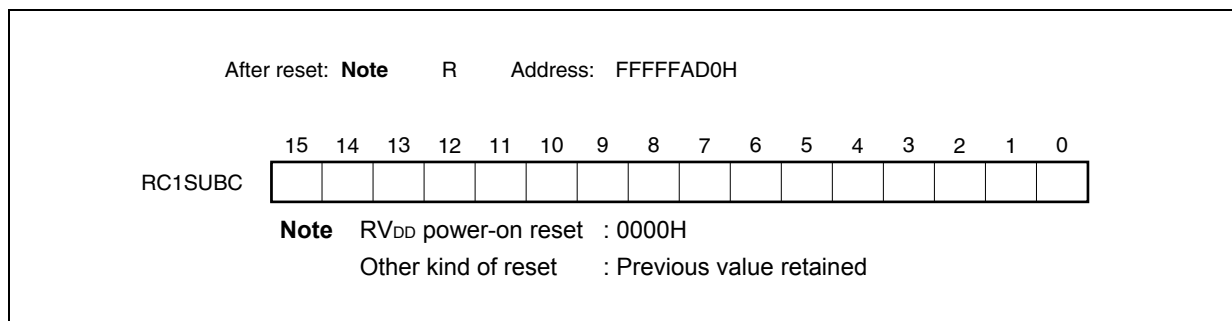 After reset: Note R Address: FFFFFAD0H
15 14 13 12 11 10 9 8 7 6 5 4 3 2 1 0
RC1SUBC
Note RVDD power-on reset : 0000H
Other kind of reset : Previous value retained